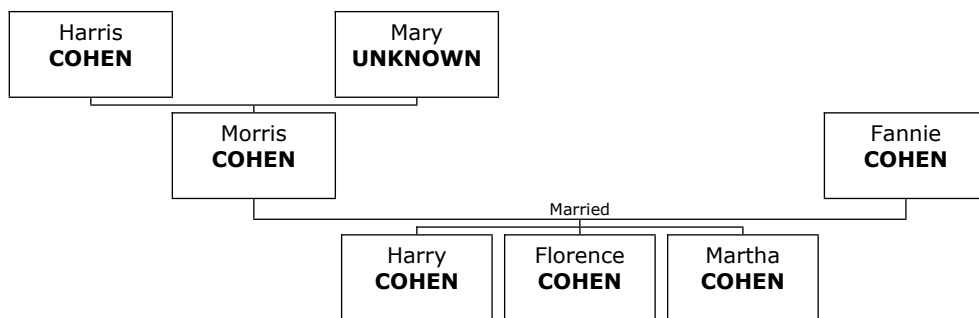 Harris
COHEN
Mary
UNKNOWN
Morris
COHEN
Fannie
COHEN
Married
Harry
COHEN
Florence
COHEN
Martha
COHEN